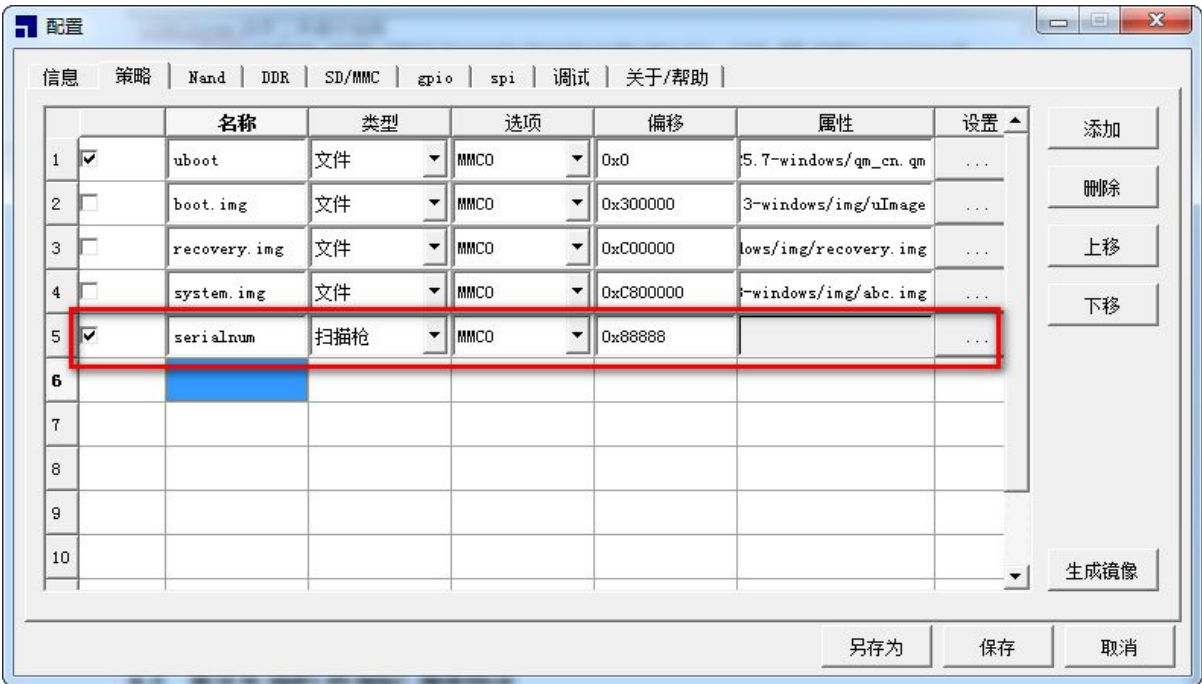 配置
信息 策略 Nand DDR SD/MMC gpio spi 调试 关于/帮助
名称 类型 选项 偏移 属性 设置
1 uboot 文件 MMC0 0x0 25.7-windows/qm_cn.qm ...
2 boot.img 文件 MMC0 0x300000 3-windows/img/uImage ...
3 recovery.img 文件 MMC0 0xC00000 dows/img/recovery.img ...
4 system.img 文件 MMC0 0xC800000 -windows/img/abc.img ...
5 serialnum 扫描枪 MMC0 0x88888 ...
6
7
8
9
10
添加
删除
上移
下移
生成镜像
另存为 保存 取消